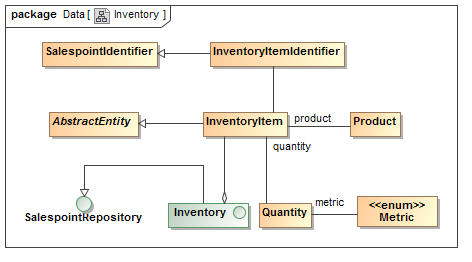 package Data [ Inventory ]
SalespointIdentifier
InventoryItemIdentifier
AbstractEntity
InventoryItem
product
Product
quantity
SalespointRepository
Inventory
Quantity
metric
<<enum>>
Metric